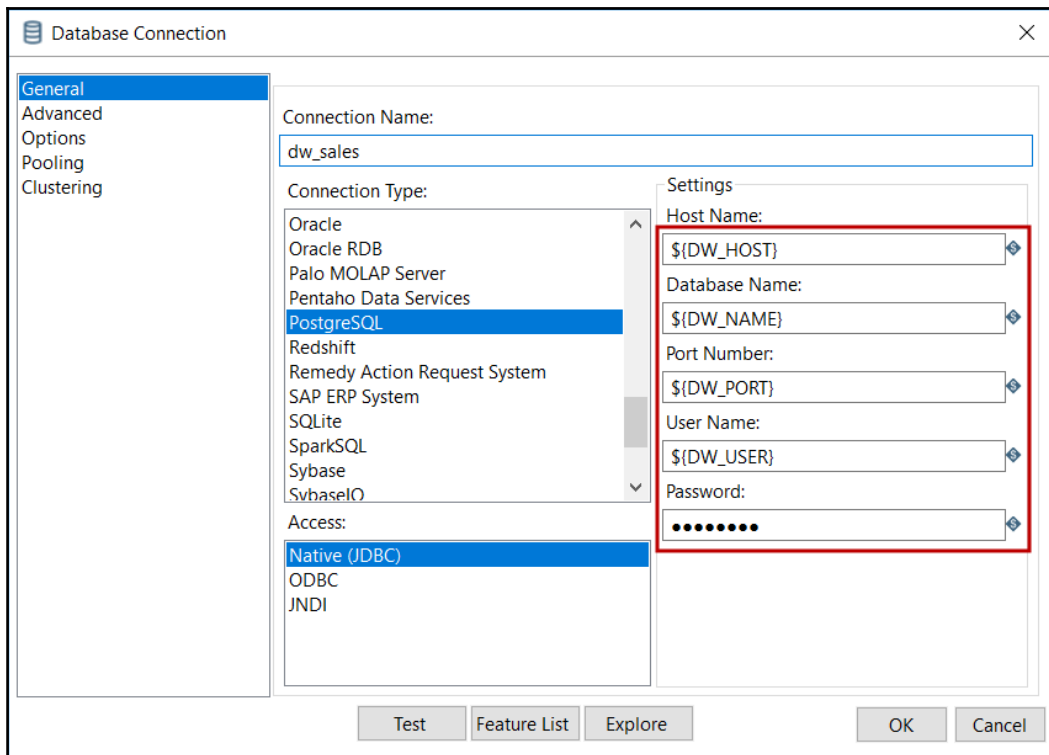 Database Connection
General
Advanced
Options
Pooling
Clustering
Connection Name:
dw_sales
Connection Type:
Oracle
Oracle RDB
Palo MOLAP Server
Pentaho Data Services
PostgreSQL
Redshift
Remedy Action Request System
SAP ERP System
SQLite
SparkSQL
Sybase
SybaseIQ
Access:
Native (JDBC)
ODBC
JNDI
Settings
Host Name:
${DW_HOST}
Database Name:
${DW_NAME}
Port Number:
${DW_PORT}
User Name:
${DW_USER}
Password:
●●●●●●●●
Test
Feature List
Explore
OK
Cancel